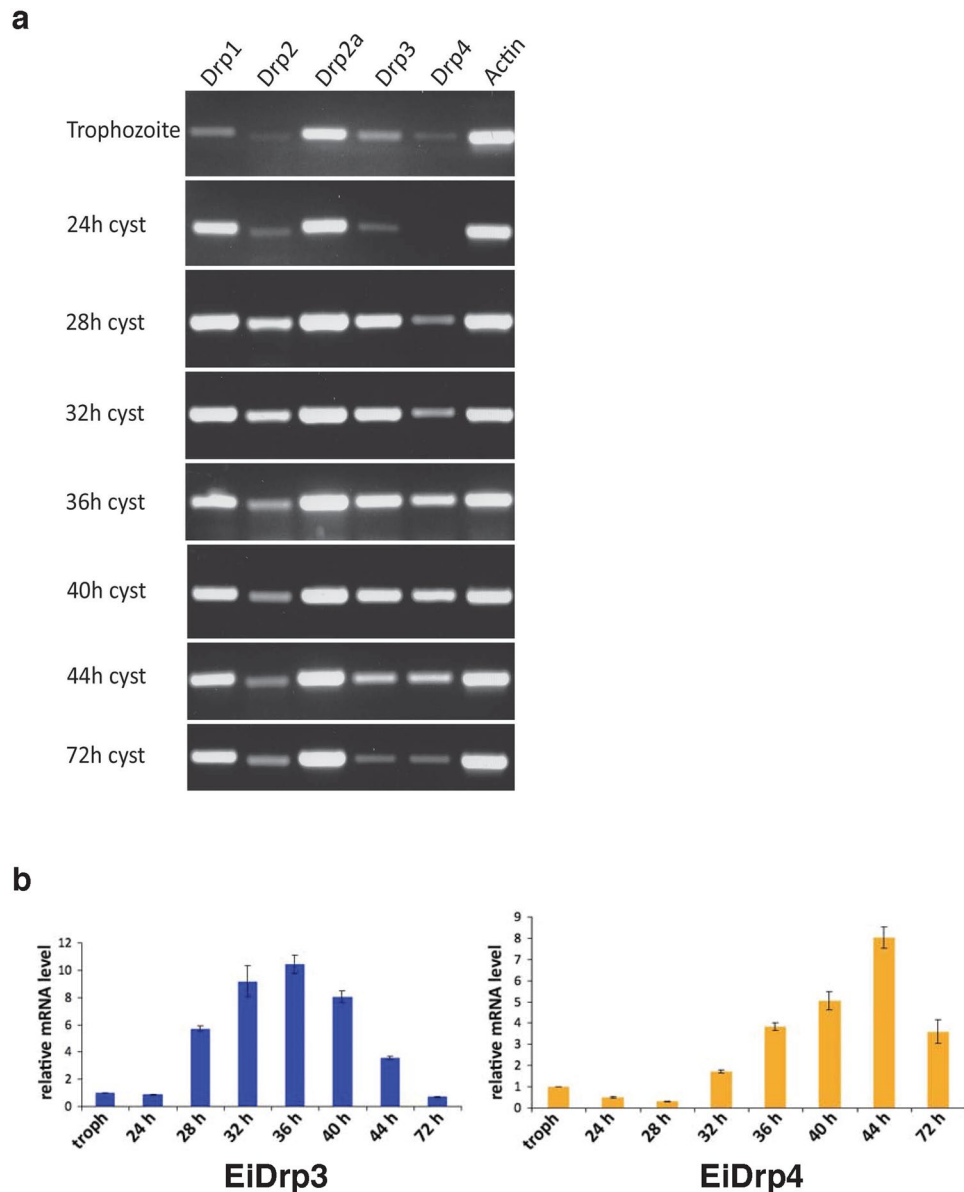 a
Drp1 Drp2 Drp2a Drp3 Drp4 Actin
Trophozoite
24h cyst
28h cyst
32h cyst
36h cyst
40h cyst
44h cyst
72h cyst
b
relative mRNA level
12
10
8
6
4
2
0
troph 24 h 28 h 32 h 36 h 40 h 44 h 72 h
EiDrp3
relative mRNA level
9
8
7
6
5
4
3
2
1
0
troph 24 h 28 h 32 h 36 h 40 h 44 h 72 h
EiDrp4